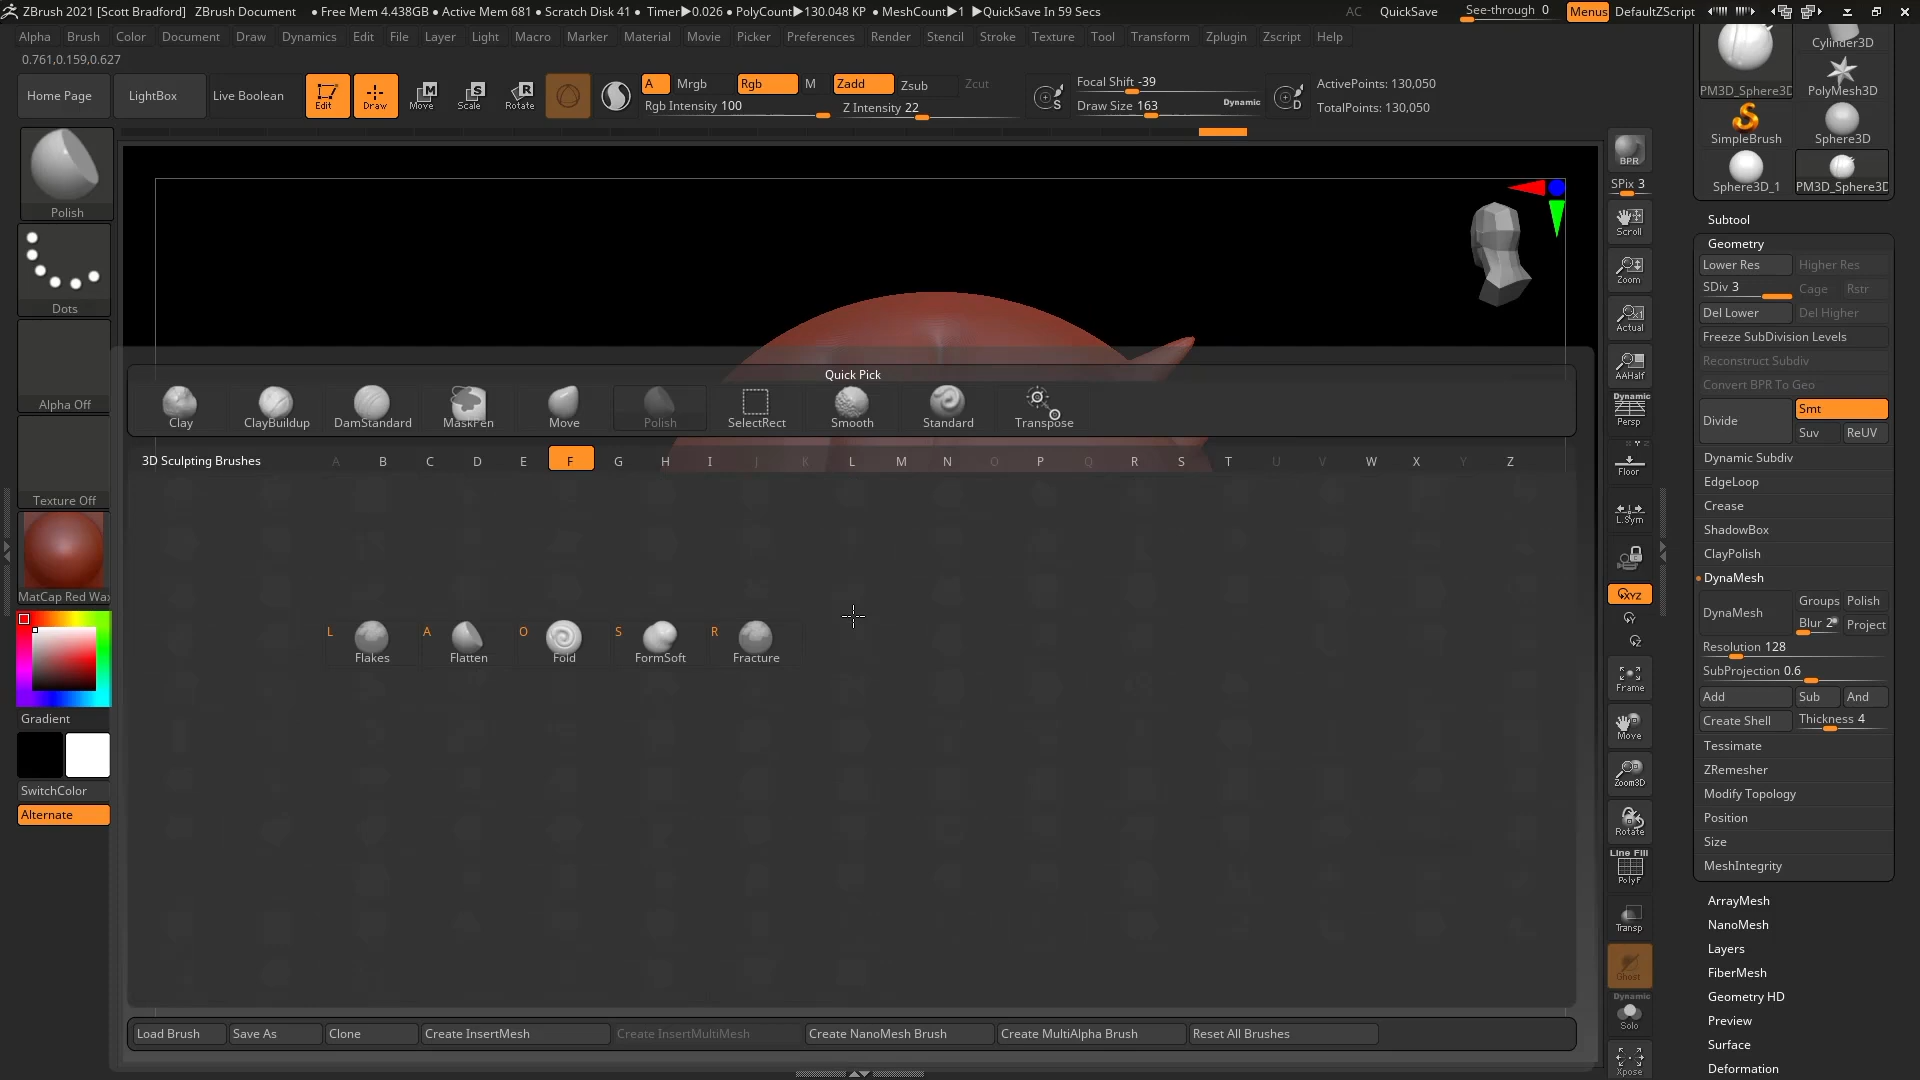 ZBrush 2021 [Scott Bradford] ZBrush Document • Free Mem 4.438GB • Active Mem 681 • Scratch Disk 41 • Timer▶0.026 • PolyCount▶130.048 KP • MeshCount▶1 ▶QuickSave In 59 Secs AC QuickSave See-through 0 Menus DefaultZScript
Alpha Brush Color Document Draw Dynamics Edit File Layer Light Macro Marker Material Movie Picker Preferences Render Stencil Stroke Texture Tool Transform Zplugin Zscript Help
0.761,0.159,0.627
Home Page LightBox Live Boolean Edit Draw Move Scale Rotate
A Mrgb Rgb M Zadd Zsub Zcut
Rgb Intensity 100 Z Intensity 22
S Focal Shift -39
Draw Size 163 Dynamic D
ActivePoints: 130,050
TotalPoints: 130,050
Polish
Dots
Alpha Off
Texture Off
MatCap Red Wax
Gradient
SwitchColor
Alternate
Quick Pick
Clay ClayBuildup DamStandard MaskPen Move Polish SelectRect Smooth Standard Transpose
3D Sculpting Brushes A B C D E F G H I J K L M N O P Q R S T U V W X Y Z
L Flakes A Flatten O Fold S FormSoft R Fracture
Load Brush Save As Clone Create InsertMesh Create InsertMultiMesh Create NanoMesh Brush Create MultiAlpha Brush Reset All Brushes
BPR
SPix 3
Scroll
Zoom
Actual
AAHalf
Dynamic
Persp
Floor
L.Sym
XYZ
Frame
Move
Zoom3D
Rotate
Line Fill
PolyF
Transp
Ghost
Dynamic
Solo
Xpose
Cylinder3D
PM3D_Sphere3D PolyMesh3D
SimpleBrush Sphere3D
Sphere3D_1 PM3D_Sphere3D
Subtool
Geometry
Lower Res Higher Res
SDiv 3 Cage Rstr
Del Lower Del Higher
Freeze SubDivision Levels
Reconstruct Subdiv
Convert BPR To Geo
Divide Smt
Suv ReUV
Dynamic Subdiv
EdgeLoop
Crease
ShadowBox
ClayPolish
DynaMesh
DynaMesh Groups Polish
Blur 2 Project
Resolution 128
SubProjection 0.6
Add Sub And
Create Shell Thickness 4
Tessimate
ZRemesher
Modify Topology
Position
Size
MeshIntegrity
ArrayMesh
NanoMesh
Layers
FiberMesh
Geometry HD
Preview
Surface
Deformation